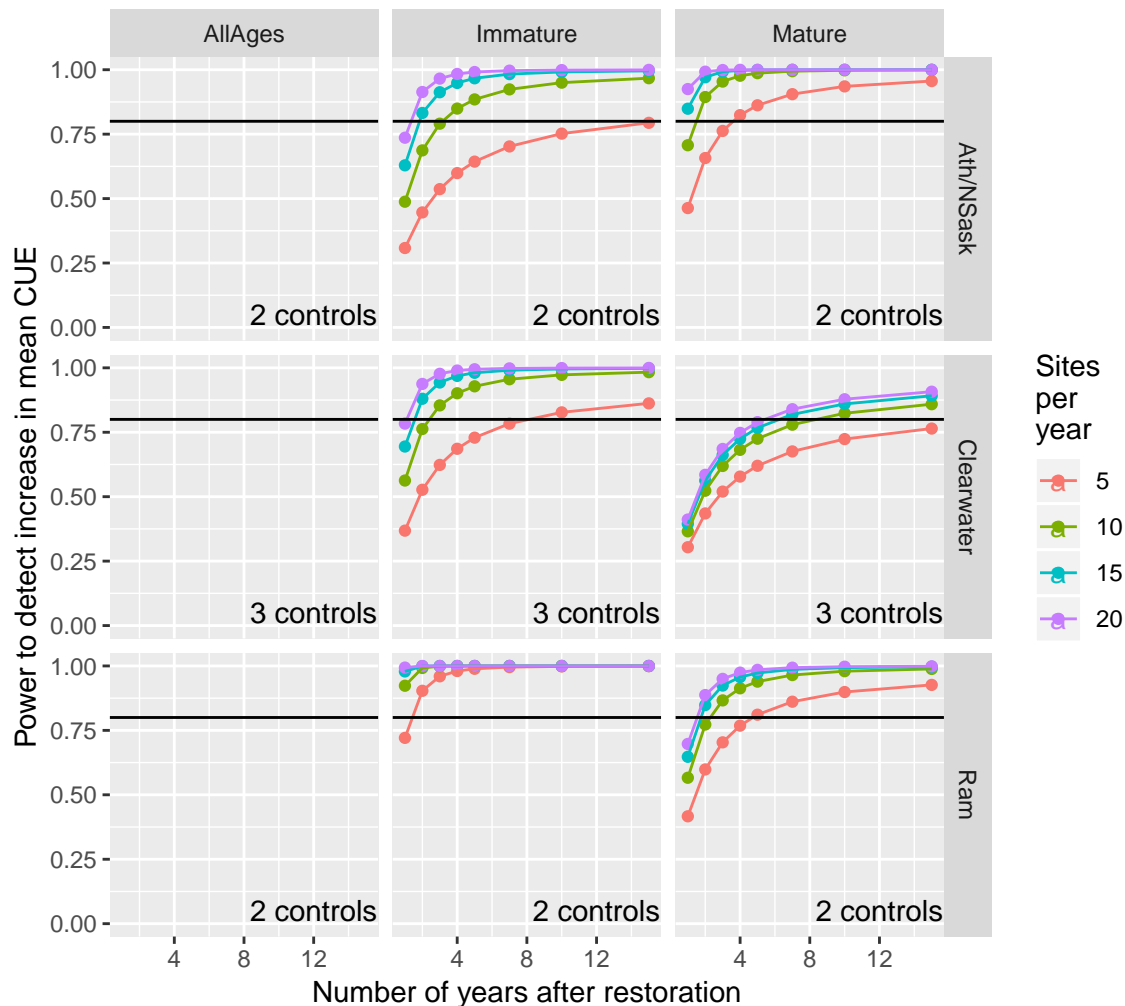 AllAges Immature Mature
Power to detect increase in mean CUE
1.00
0.75
0.50
0.25
0.00
2 controls 2 controls 2 controls
Ath/NSask
1.00
0.75
0.50
0.25
0.00
3 controls 3 controls 3 controls
Clearwater
1.00
0.75
0.50
0.25
0.00
2 controls 2 controls 2 controls
Ram
4 8 12 4 8 12 4 8 12
Number of years after restoration
Sites
per
year
a 5
a 10
a 15
a 20